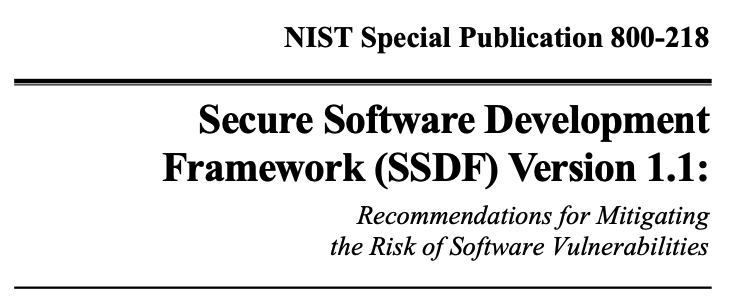 NIST Special Publication 800-218
Secure Software Development
Framework (SSDF) Version 1.1:
Recommendations for Mitigating
the Risk of Software Vulnerabilities